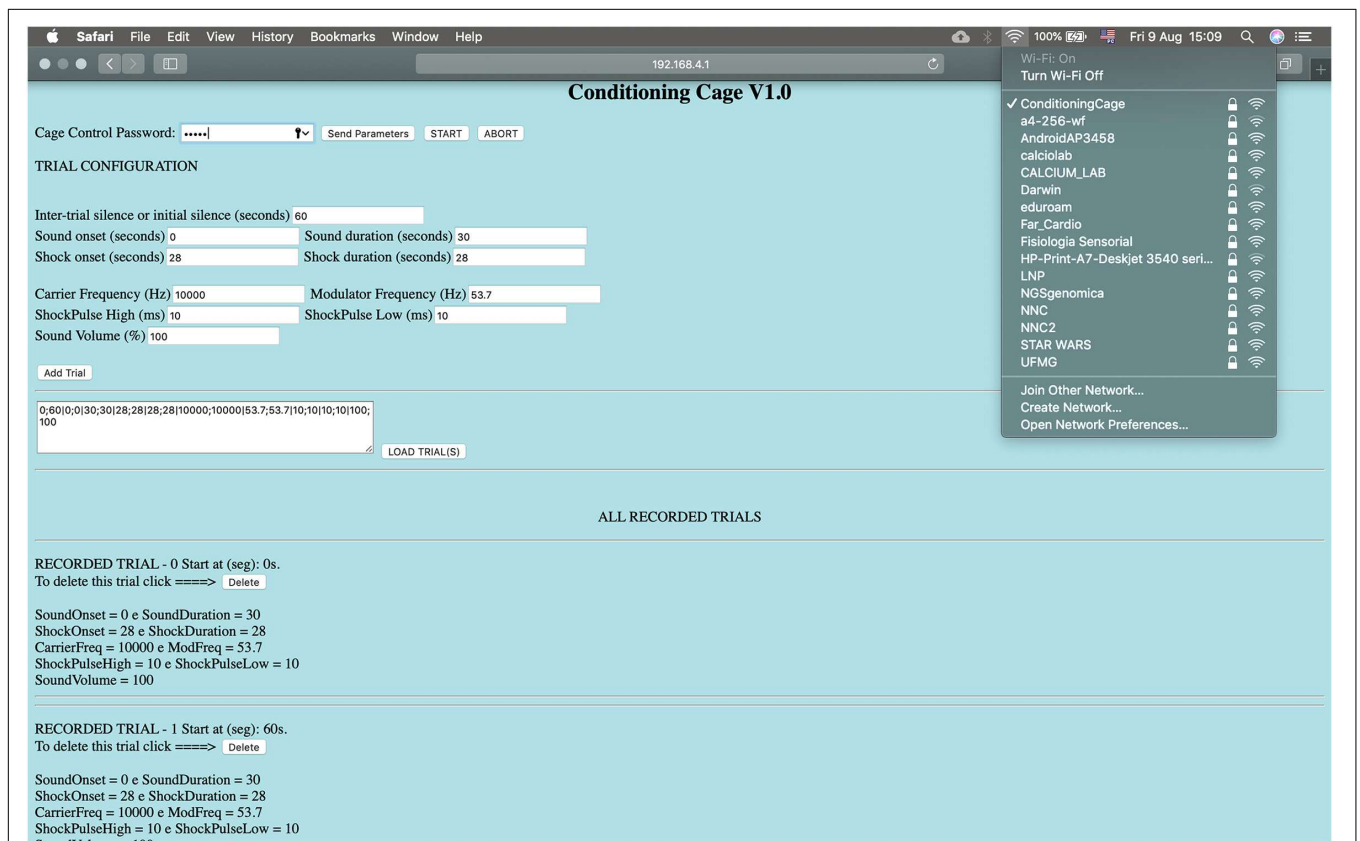 Safari File Edit View History Bookmarks Window Help 100% Fri 9 Aug 15:09
192.168.4.1
Wi-Fi: On
Turn Wi-Fi Off
ConditioningCage
a4-256-wf
AndroidAP3458
calciolab
CALCIUM_LAB
Darwin
eduroam
Far_Cardio
Fisiologia Sensorial
HP-Print-A7-Deskjet 3540 seri...
LNP
NGSgenomica
NNC
NNC2
STAR WARS
UFMG
Join Other Network...
Create Network...
Open Network Preferences...
Conditioning Cage V1.0
Cage Control Password: ••••• Send Parameters START ABORT
TRIAL CONFIGURATION
Inter-trial silence or initial silence (seconds) 60
Sound onset (seconds) 0 Sound duration (seconds) 30
Shock onset (seconds) 28 Shock duration (seconds) 28
Carrier Frequency (Hz) 10000 Modulator Frequency (Hz) 53.7
ShockPulse High (ms) 10 ShockPulse Low (ms) 10
Sound Volume (%) 100
Add Trial
0;60|0;0|30;30|28;28|28;28|10000;10000|53.7;53.7|10;10|10;10|100;
100
LOAD TRIAL(S)
ALL RECORDED TRIALS
RECORDED TRIAL - 0 Start at (seg): 0s.
To delete this trial click ====> Delete
SoundOnset = 0 e SoundDuration = 30
ShockOnset = 28 e ShockDuration = 28
CarrierFreq = 10000 e ModFreq = 53.7
ShockPulseHigh = 10 e ShockPulseLow = 10
SoundVolume = 100
RECORDED TRIAL - 1 Start at (seg): 60s.
To delete this trial click ====> Delete
SoundOnset = 0 e SoundDuration = 30
ShockOnset = 28 e ShockDuration = 28
CarrierFreq = 10000 e ModFreq = 53.7
ShockPulseHigh = 10 e ShockPulseLow = 10